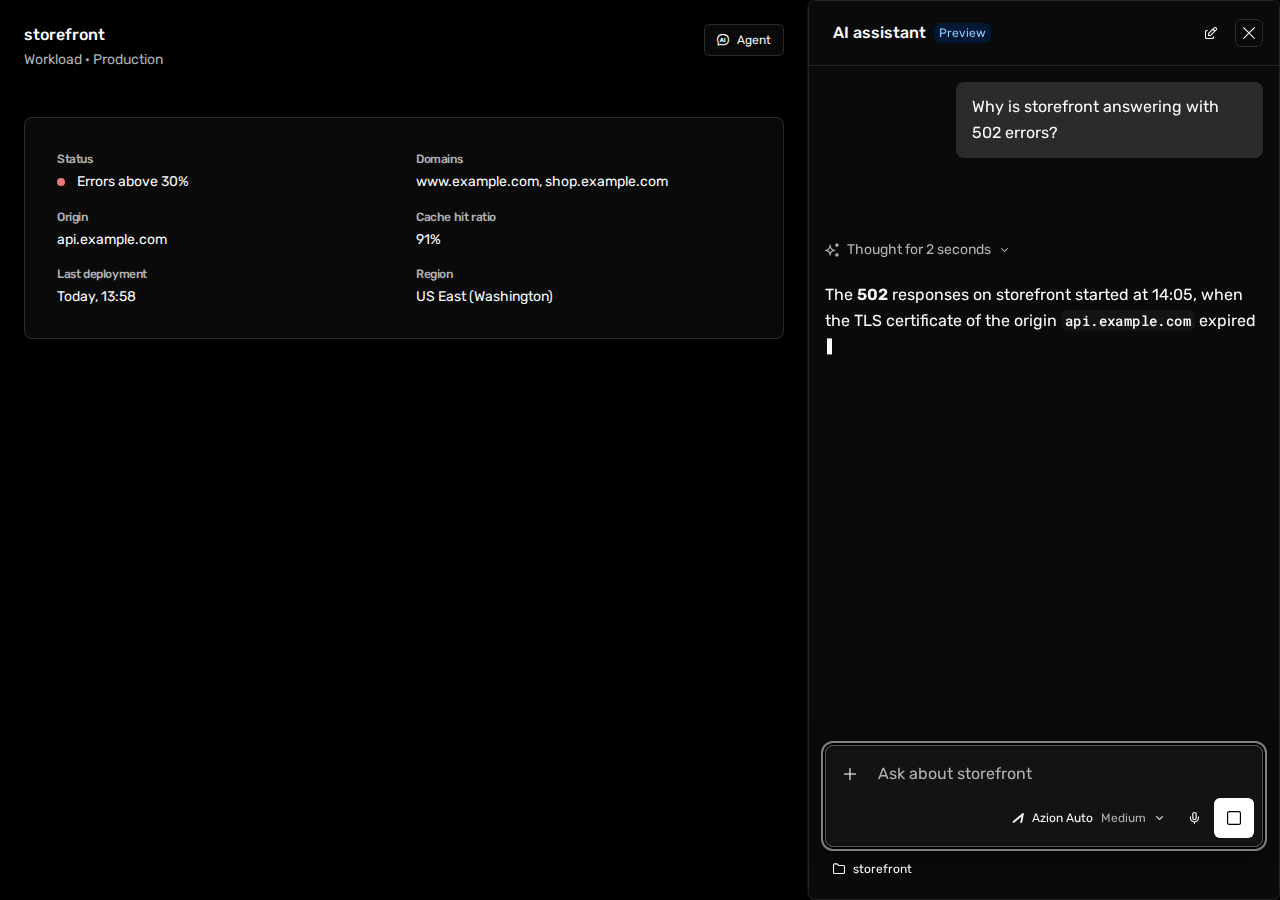 storefront
Workload • Production
Agent
Status
Errors above 30%
Domains
www.example.com, shop.example.com
Origin
api.example.com
Cache hit ratio
91%
Last deployment
Today, 13:58
Region
US East (Washington)
AI assistant
Preview
Why is storefront answering with
502 errors?
Thought for 2 seconds
The 502 responses on storefront started at 14:05, when
the TLS certificate of the origin api.example.com expired
Ask about storefront
Azion Auto Medium
storefront